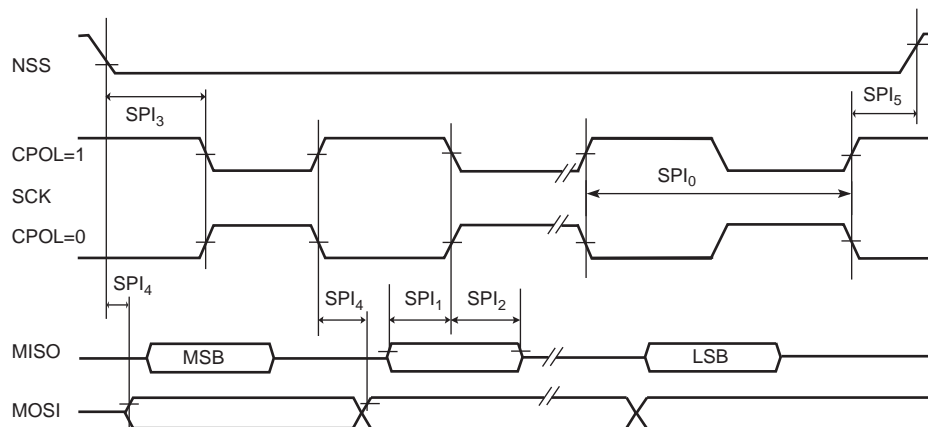 NSS
SPI3
SPI5
CPOL=1
SPI0
SCK
CPOL=0
SPI4
SPI4
SPI1
SPI2
MISO
MSB
LSB
MOSI